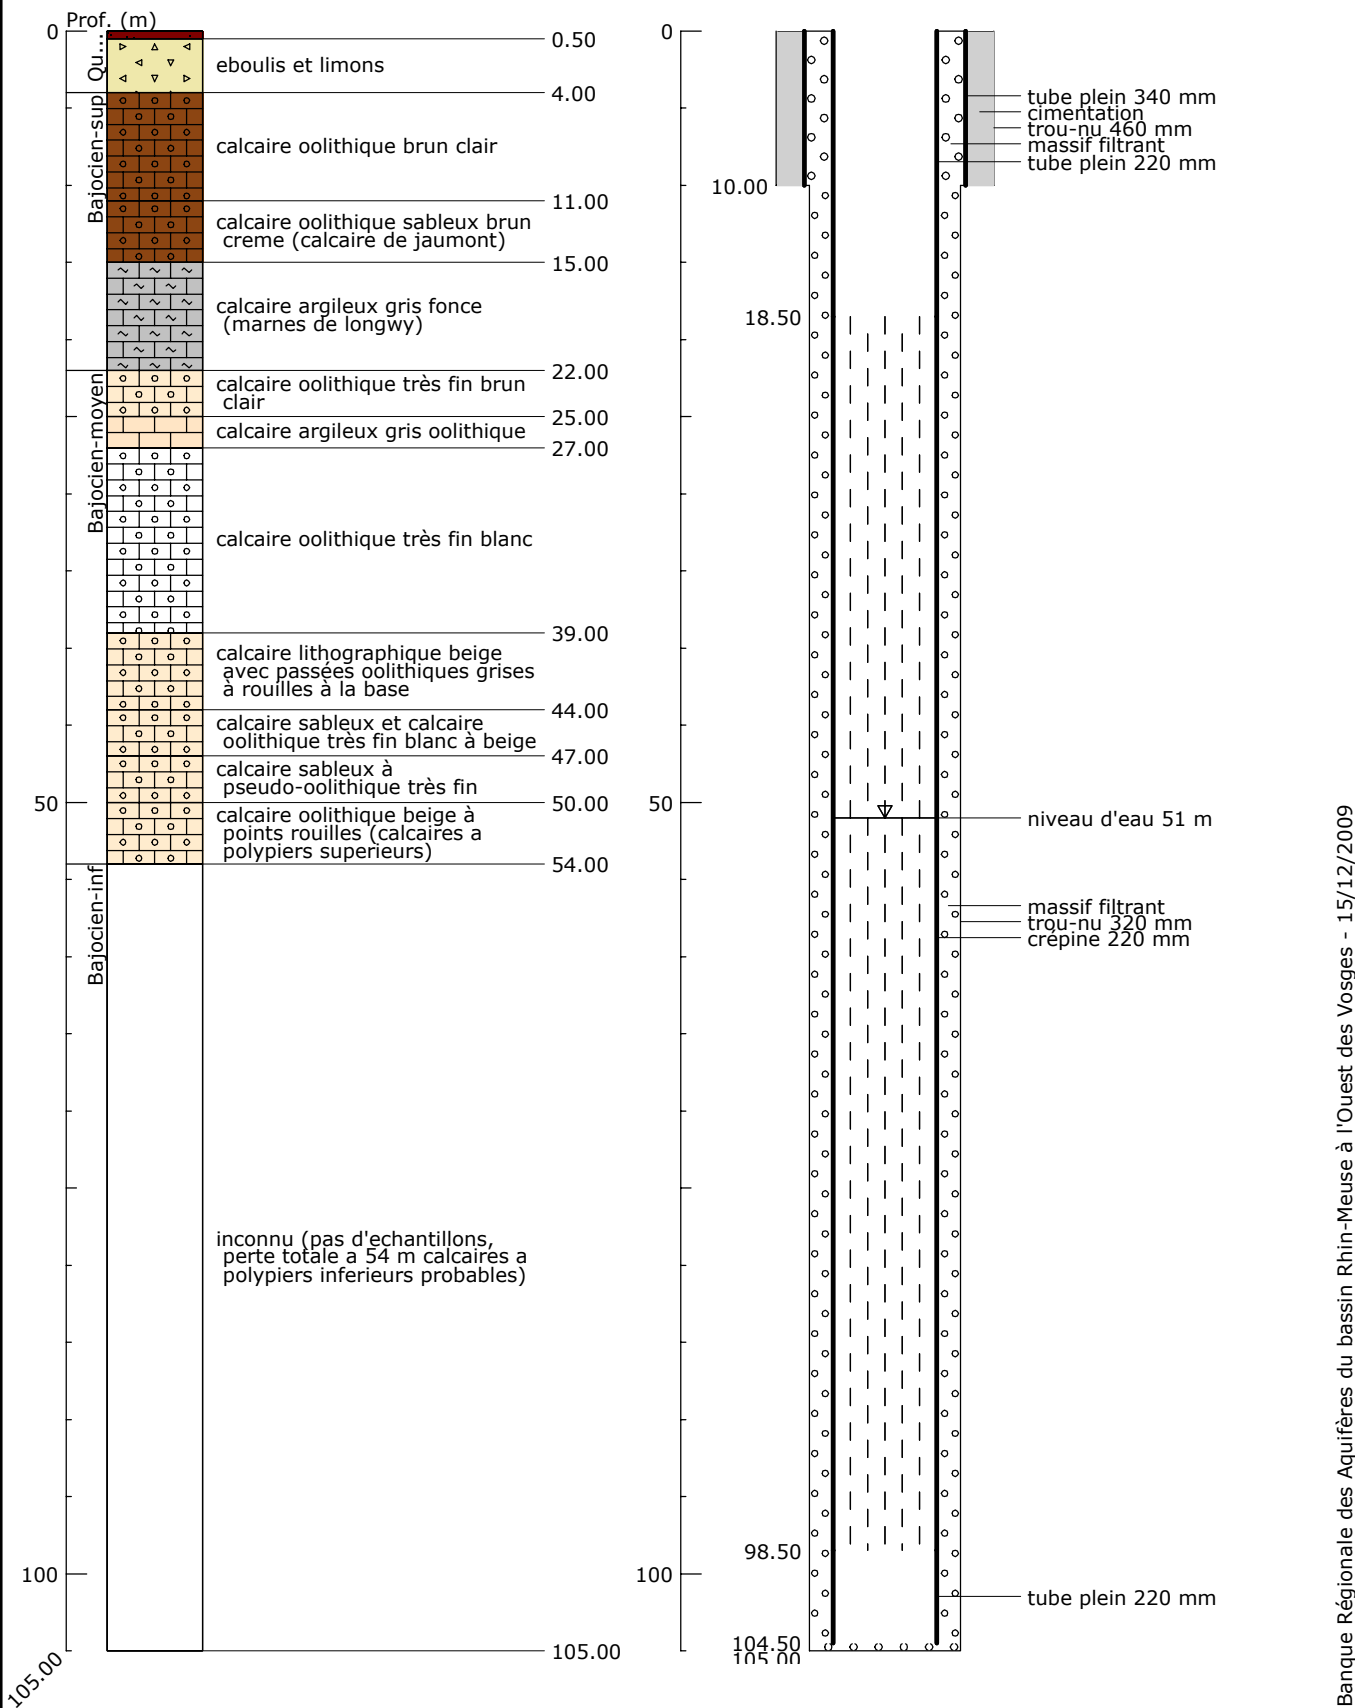 Prof. (m)
0
Qu...
0.50
eboulis et limons
4.00
Bajocien-sup
calcaire oolithique brun clair
11.00
calcaire oolithique sableux brun
creme (calcaire de jaumont)
15.00
calcaire argileux gris fonce
(marnes de longwy)
22.00
Bajocien-moyen
calcaire oolithique très fin brun
clair
25.00
calcaire argileux gris oolithique
27.00
calcaire oolithique très fin blanc
39.00
calcaire lithographique beige
avec passées oolithiques grises
à rouilles à la base
44.00
calcaire sableux et calcaire
oolithique très fin blanc à beige
47.00
calcaire sableux à
pseudo-oolithique très fin
50
50.00
calcaire oolithique beige à
points rouilles (calcaires a
polypiers superieurs)
54.00
Bajocien-inf
inconnu (pas d'echantillons,
perte totale a 54 m calcaires a
polypiers inferieurs probables)
100
105.00
105.00
0
tube plein 340 mm
cimentation
trou-nu 460 mm
massif filtrant
tube plein 220 mm
10.00
18.50
50
niveau d'eau 51 m
massif filtrant
trou-nu 320 mm
crépine 220 mm
98.50
100
tube plein 220 mm
104.50
105.00
Banque Régionale des Aquifères du bassin Rhin-Meuse à l'Ouest des Vosges - 15/12/2009